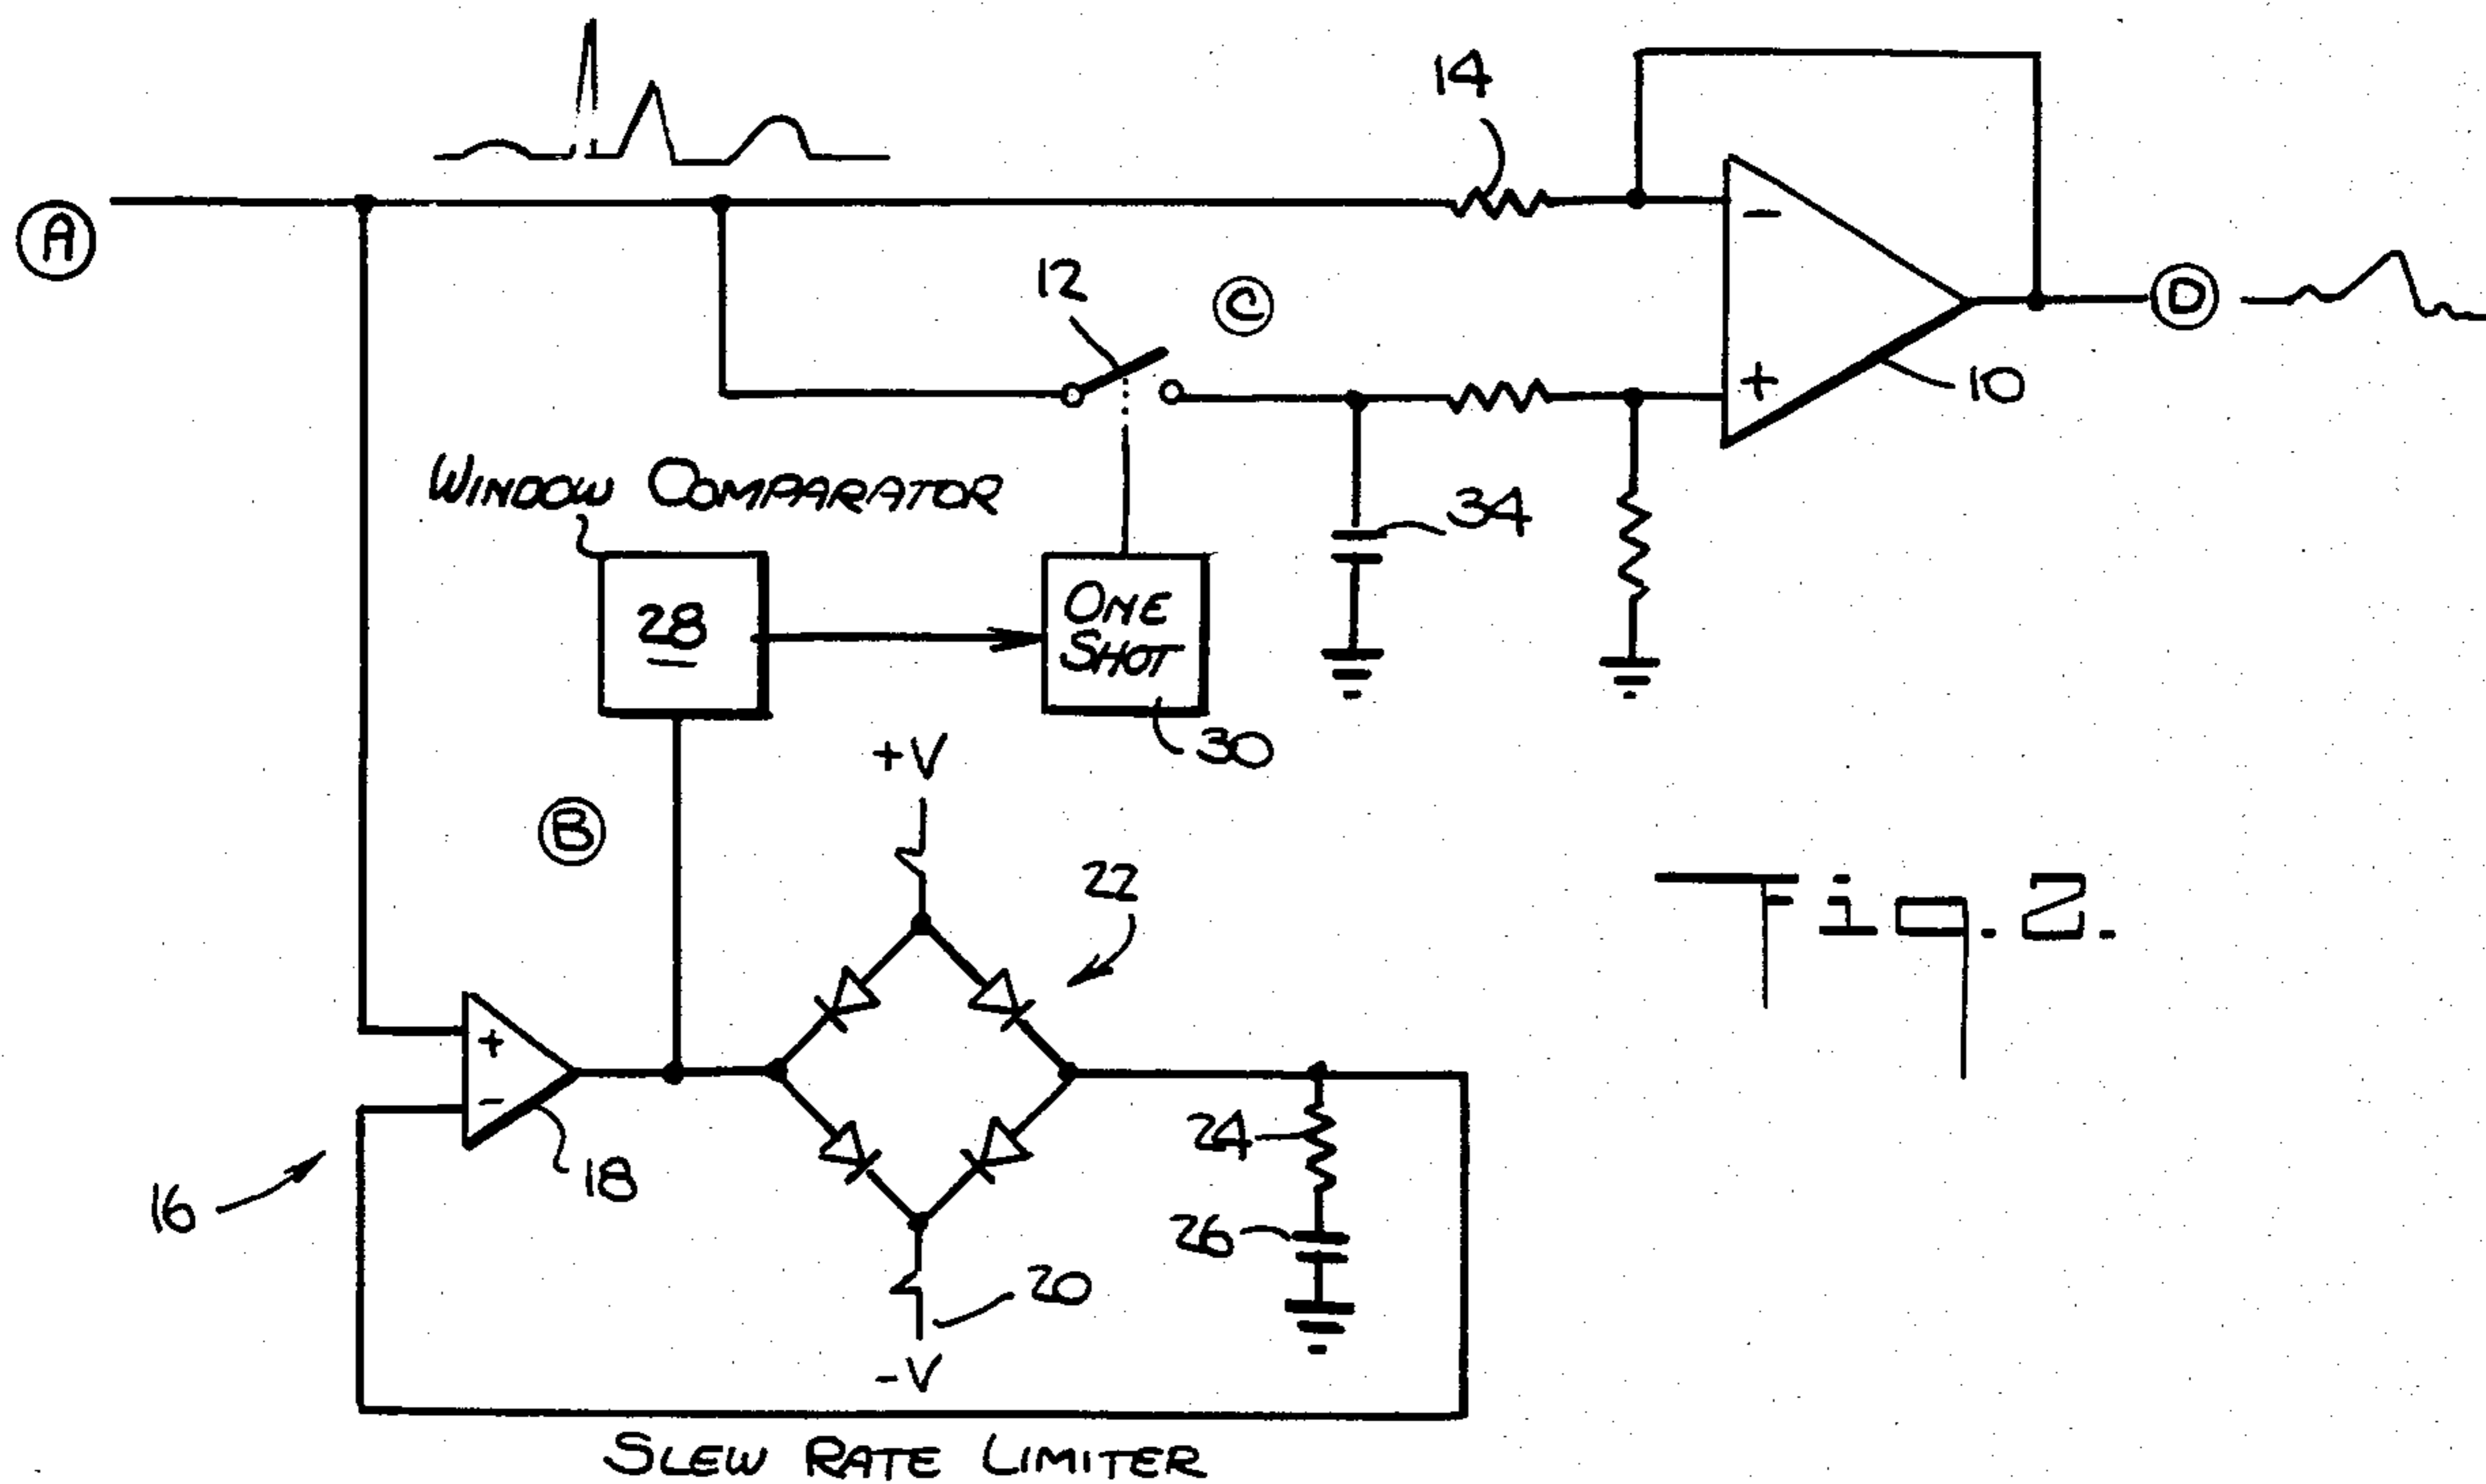 14
A
12
C
D
−
+
10
WINDOW COMPARATOR
34
28
ONE
SHOT
30
+V
B
22
Fig. 2.
+
−
24
18
16
26
20
-V
SLEW RATE LIMITER